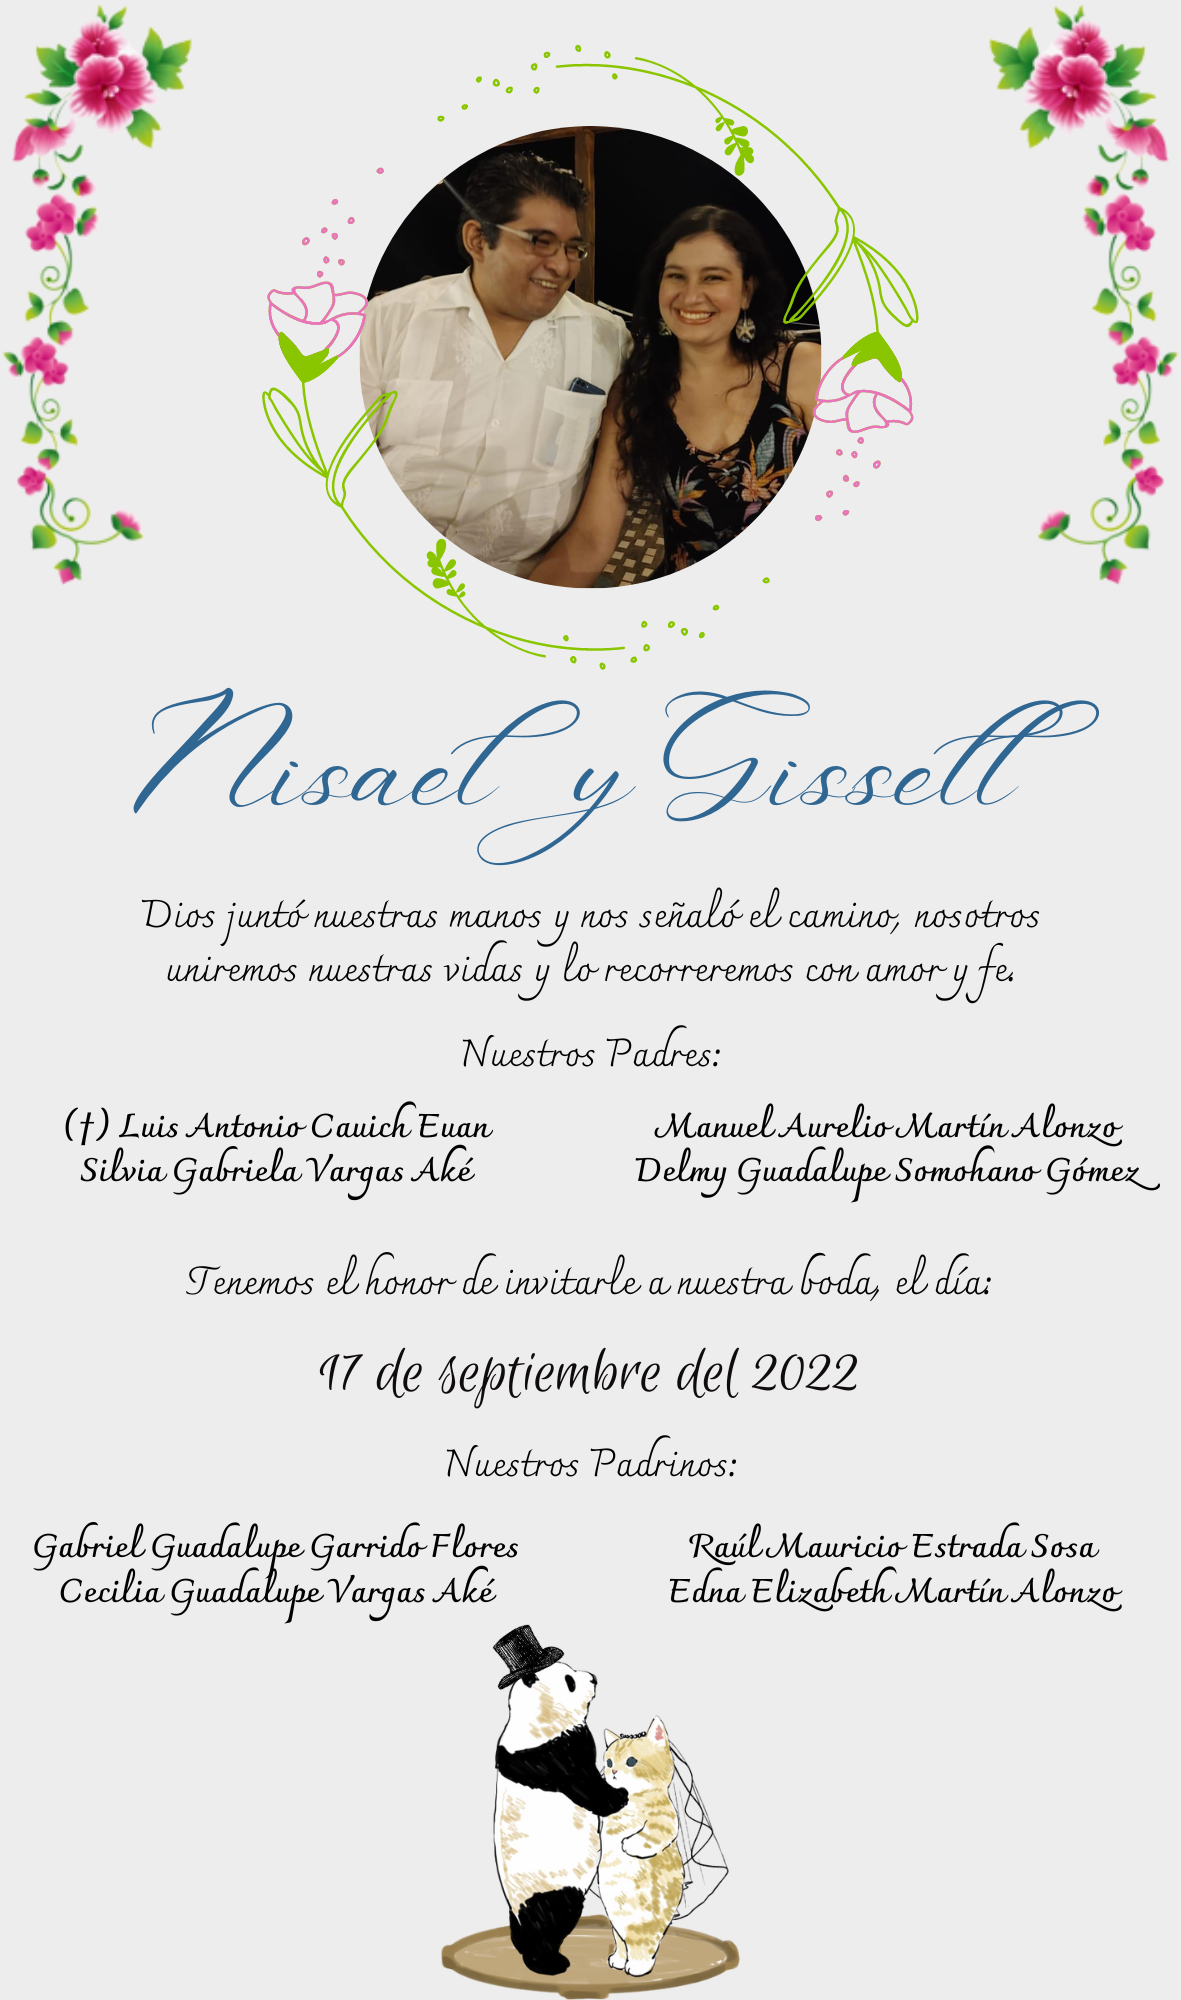 Nisael y Gissell
Dios juntó nuestras manos y nos señaló el camino, nosotros
uniremos nuestras vidas y lo recorreremos con amor y fe.
Nuestros Padres:
(†) Luis Antonio Cauich Euan
Silvia Gabriela Vargas Aké
Manuel Aurelio Martín Alonzo
Delmy Guadalupe Somohano Gómez
Tenemos el honor de invitarle a nuestra boda, el día:
17 de septiembre del 2022
Nuestros Padrinos:
Gabriel Guadalupe Garrido Flores
Cecilia Guadalupe Vargas Aké
Raúl Mauricio Estrada Sosa
Edna Elizabeth Martín Alonzo